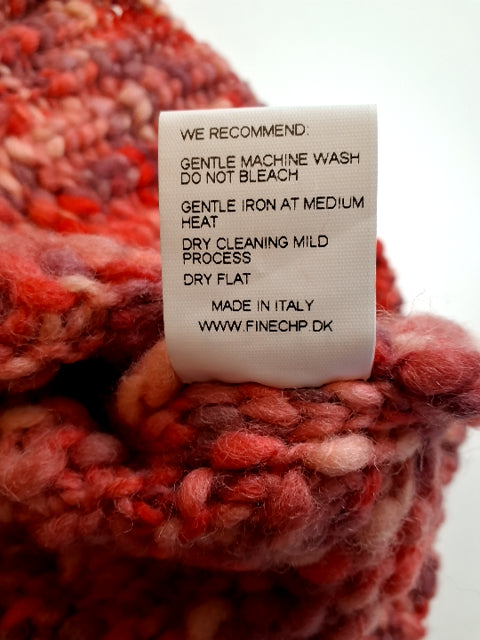 WE RECOMMEND:
GENTLE MACHINE WASH
DO NOT BLEACH
GENTLE IRON AT MEDIUM
HEAT
DRY CLEANING MILD
PROCESS
DRY FLAT
MADE IN ITALY
WWW.FINECHP.DK